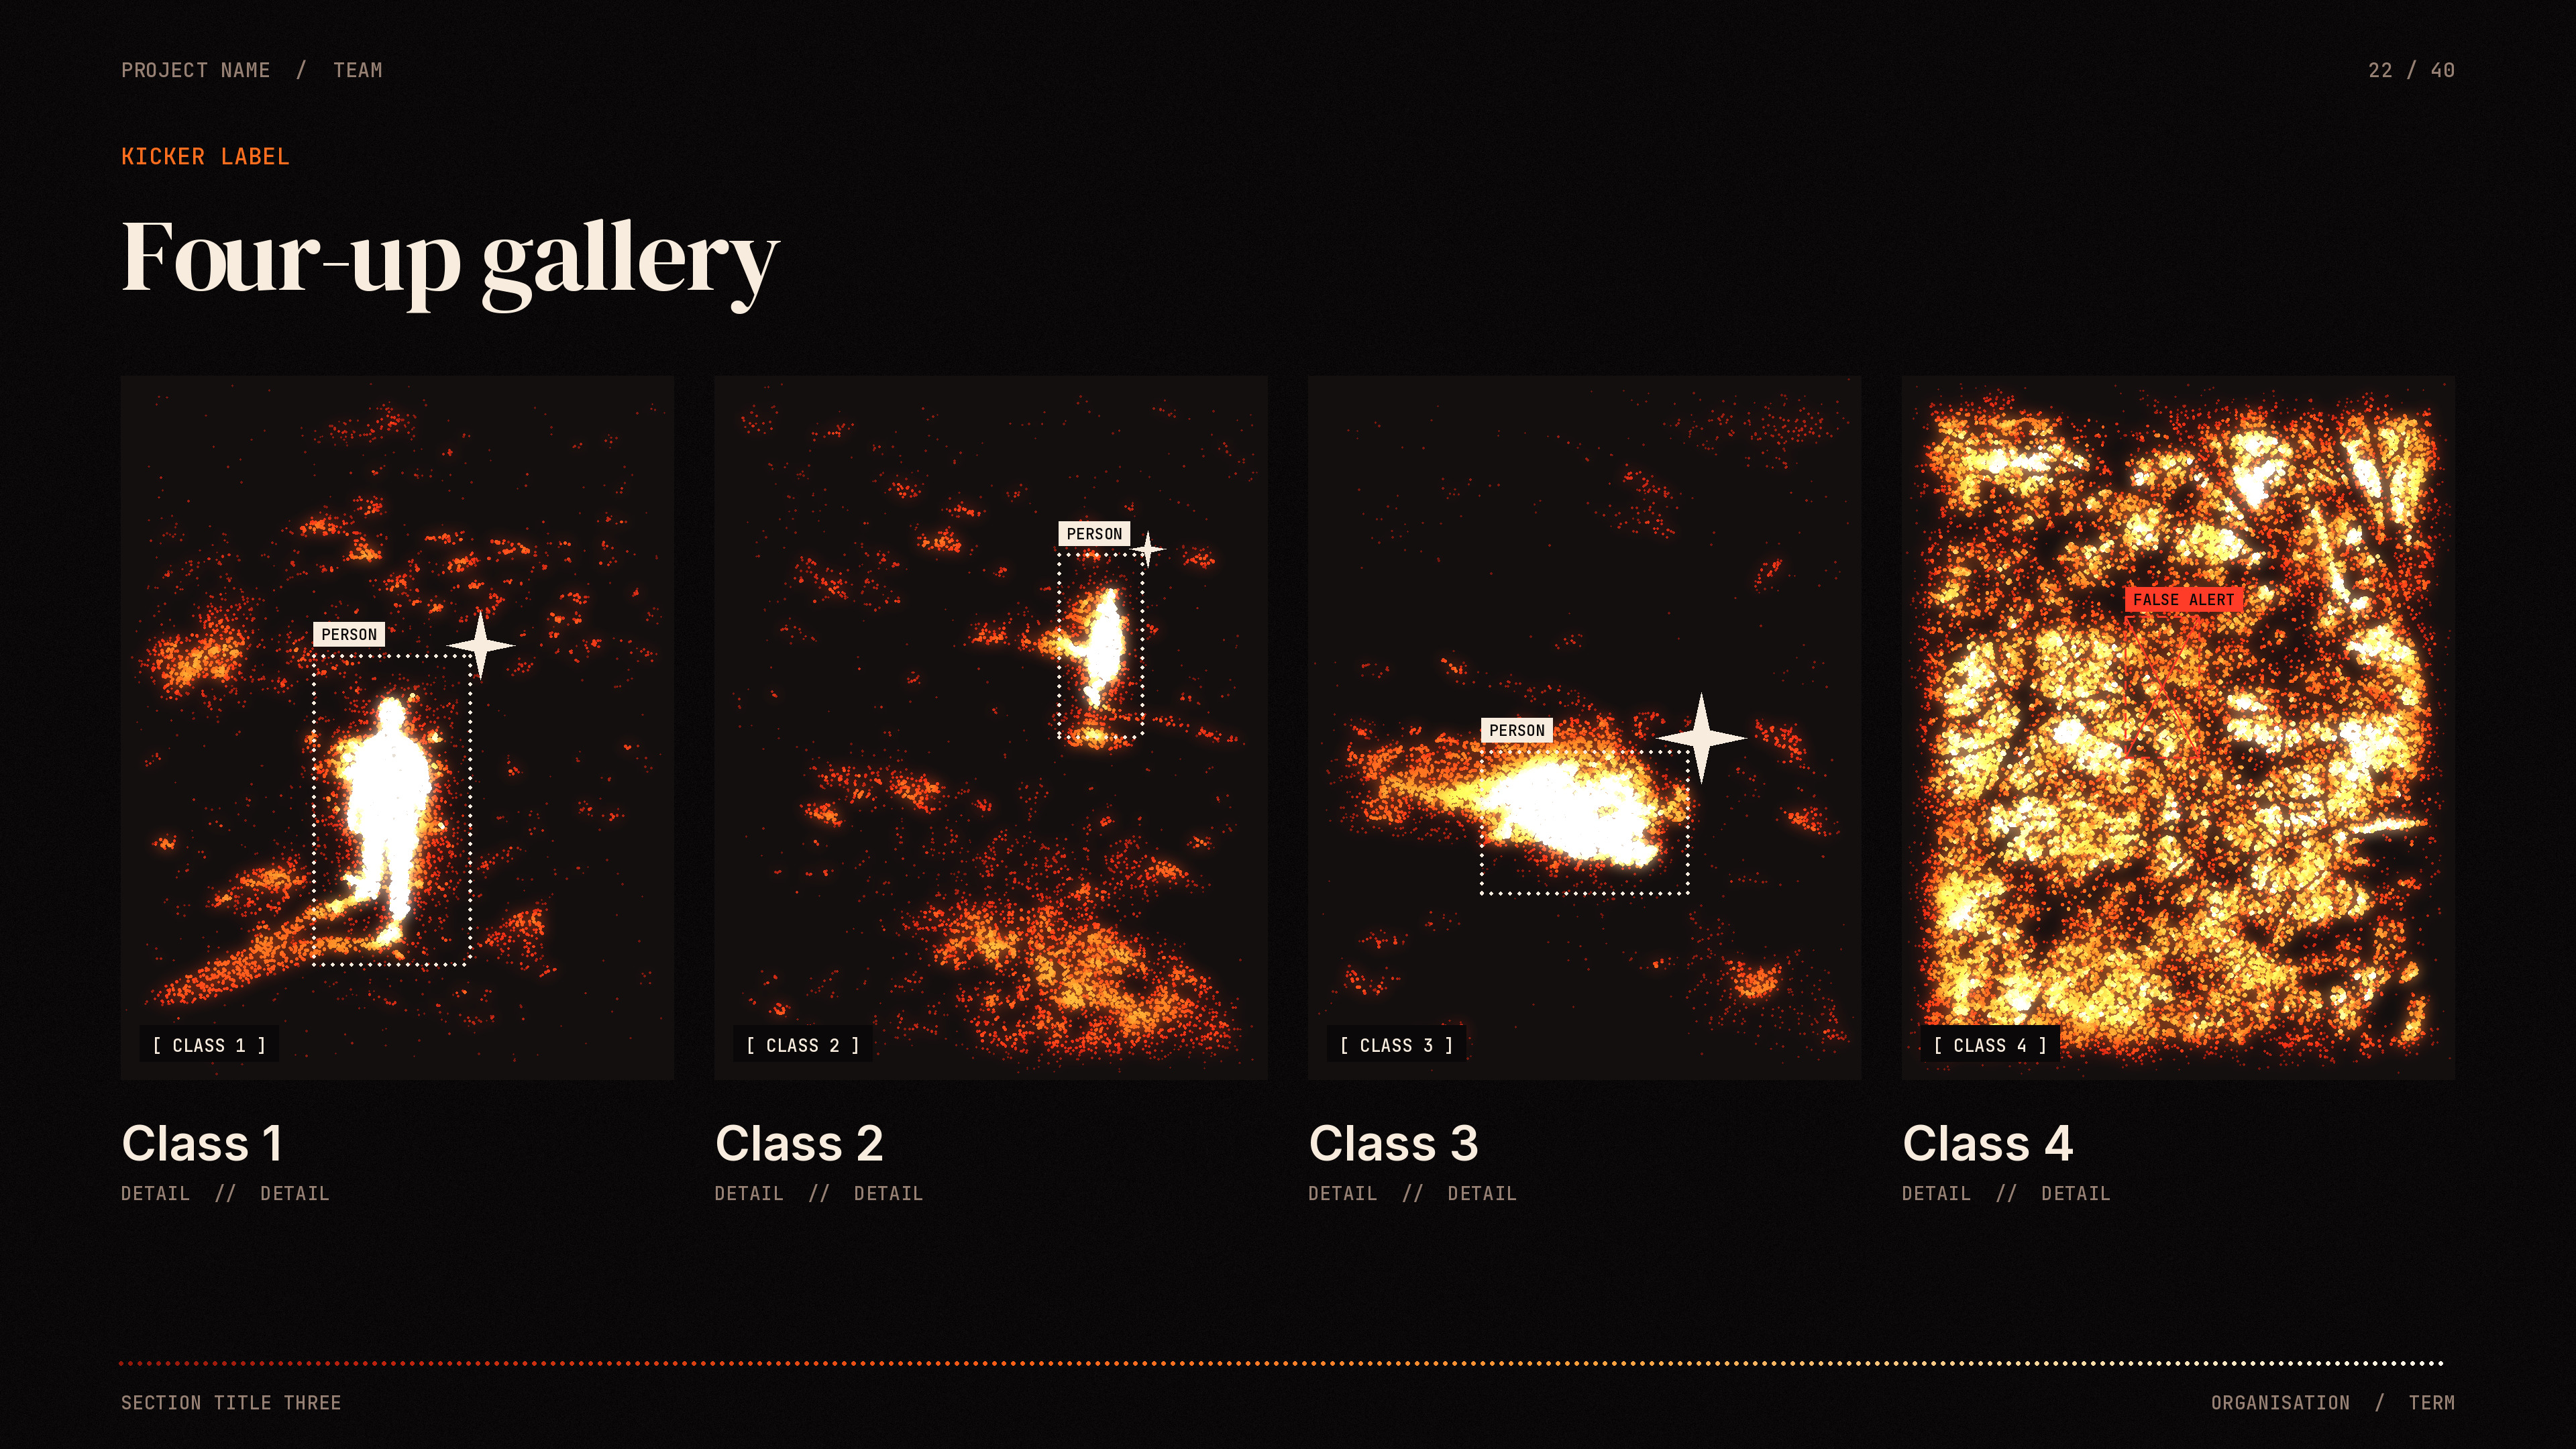 PROJECT NAME / TEAM
22 / 40
KICKER LABEL
Four-up gallery
PERSON
PERSON
PERSON
FALSE ALERT
[ CLASS 1 ]
[ CLASS 2 ]
[ CLASS 3 ]
[ CLASS 4 ]
Class 1
Class 2
Class 3
Class 4
DETAIL // DETAIL
DETAIL // DETAIL
DETAIL // DETAIL
DETAIL // DETAIL
SECTION TITLE THREE
ORGANISATION / TERM